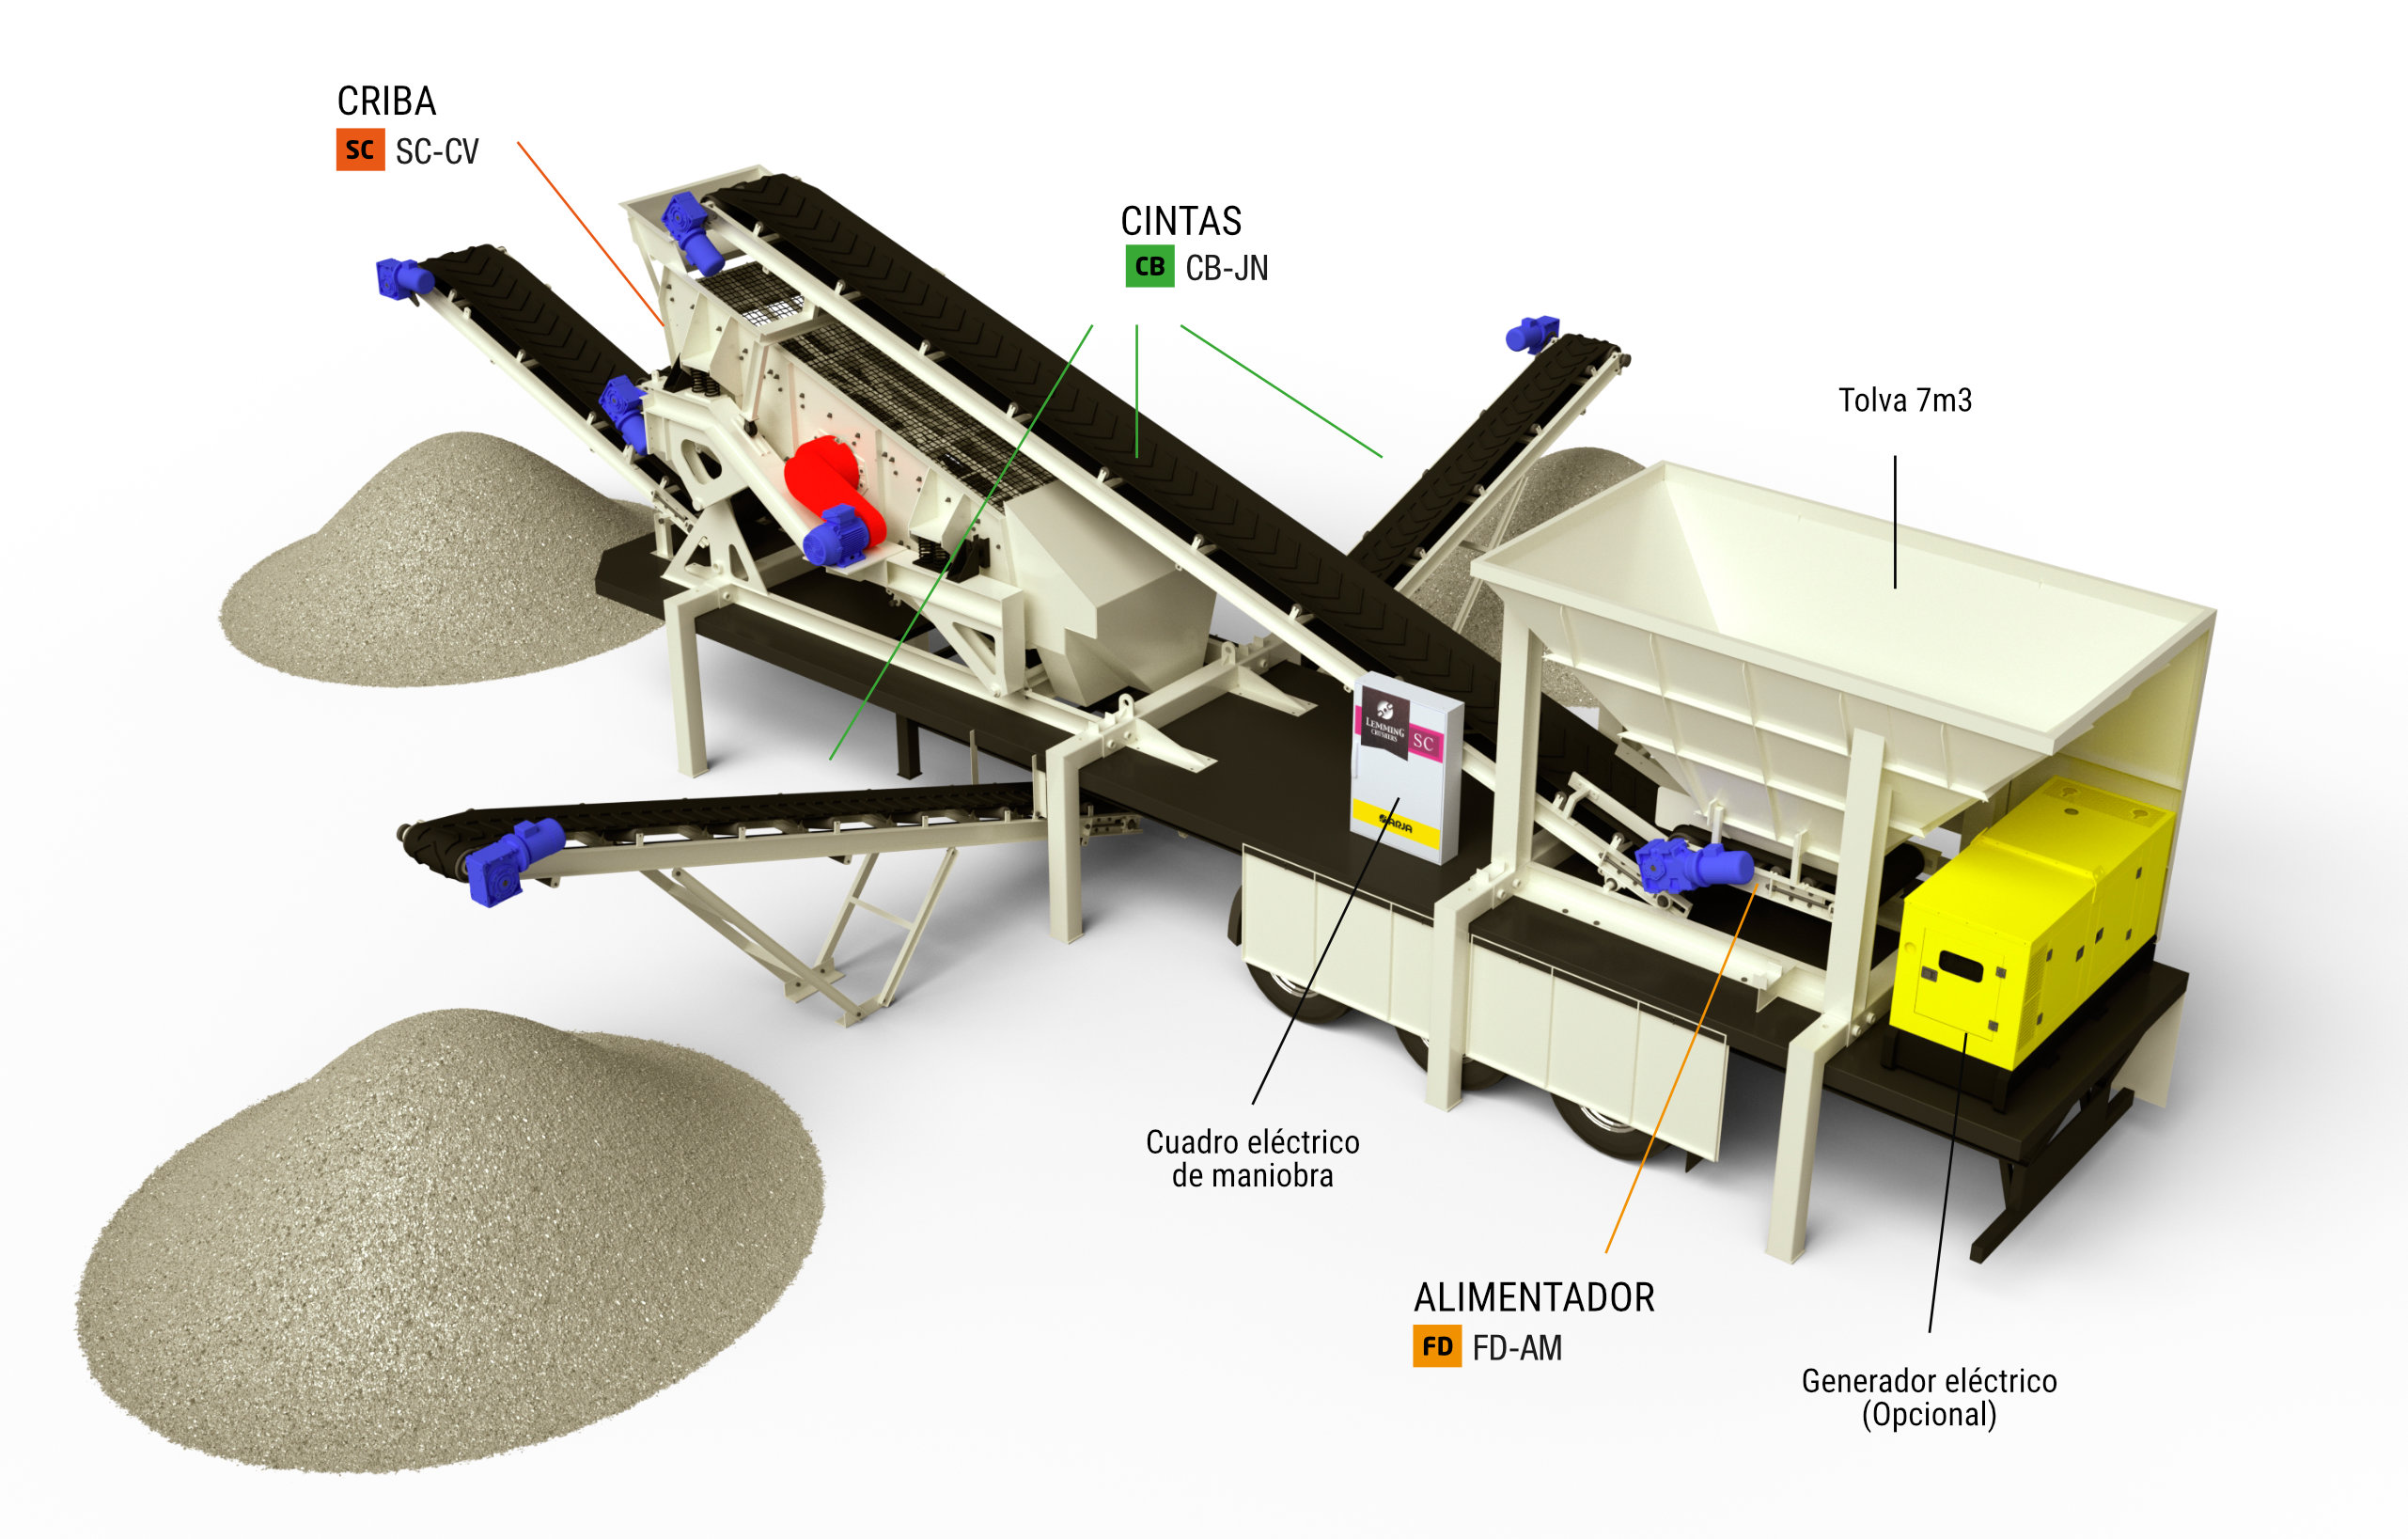 CRIBA
SC SC-CV
CINTAS
CB CB-JN
Tolva 7m3
LEMMING
CRUSHERS
SC
ARJA
Cuadro eléctrico
de maniobra
ALIMENTADOR
FD FD-AM
Generador eléctrico
(Opcional)